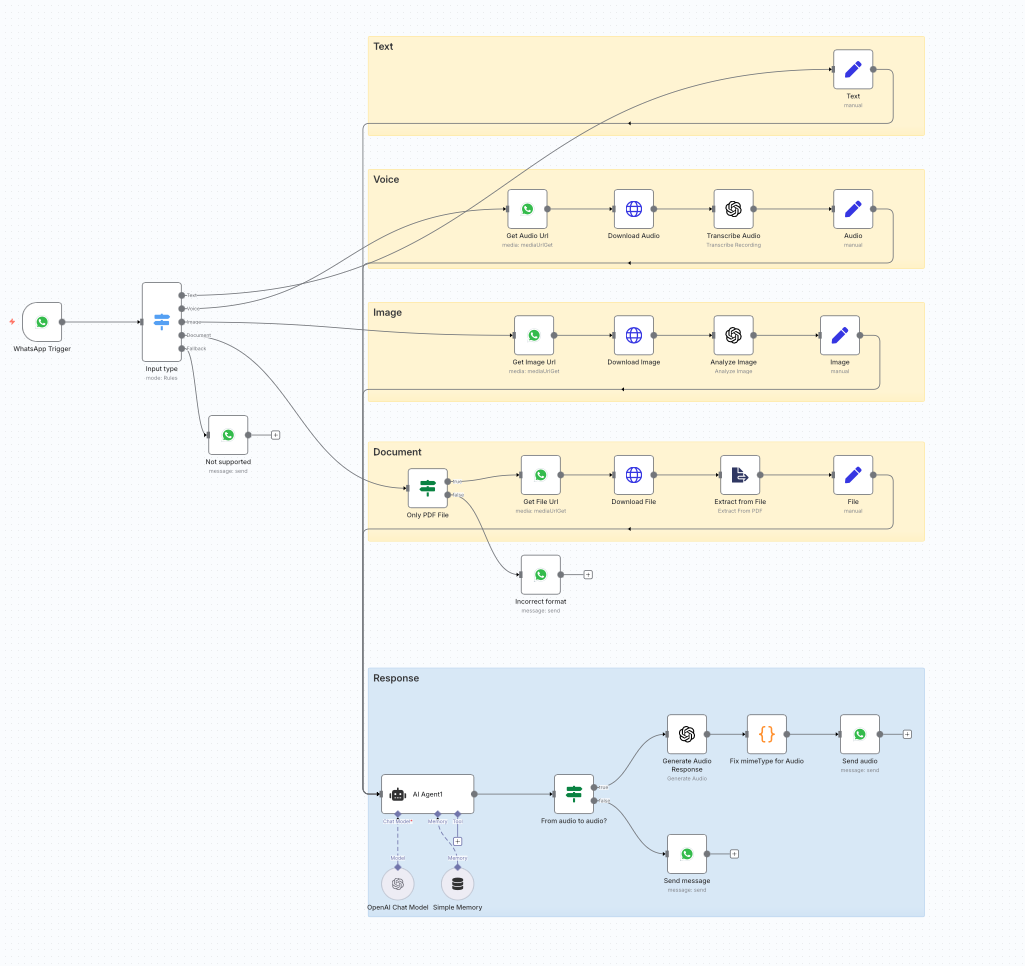 Text
Text
manual
Voice
Get Audio Url
media: mediaUrlGet
Download Audio
Transcribe Audio
Transcribe Recording
Audio
manual
WhatsApp Trigger
Text
Voice
Image
Document
Fallback
Input type
mode: Rules
Image
Get Image Url
media: mediaUrlGet
Download Image
Analyze Image
Analyze Image
Image
manual
Not supported
message: send
Document
true
false
Only PDF File
Get File Url
media: mediaUrlGet
Download File
Extract from File
Extract From PDF
File
manual
Incorrect format
message: send
Response
Generate Audio
Response
Generate Audio
Fix mimeType for Audio
Send audio
message: send
AI Agent1
Chat Model*
Memory
Tool
true
false
From audio to audio?
Model
Memory
OpenAI Chat Model
Simple Memory
Send message
message: send